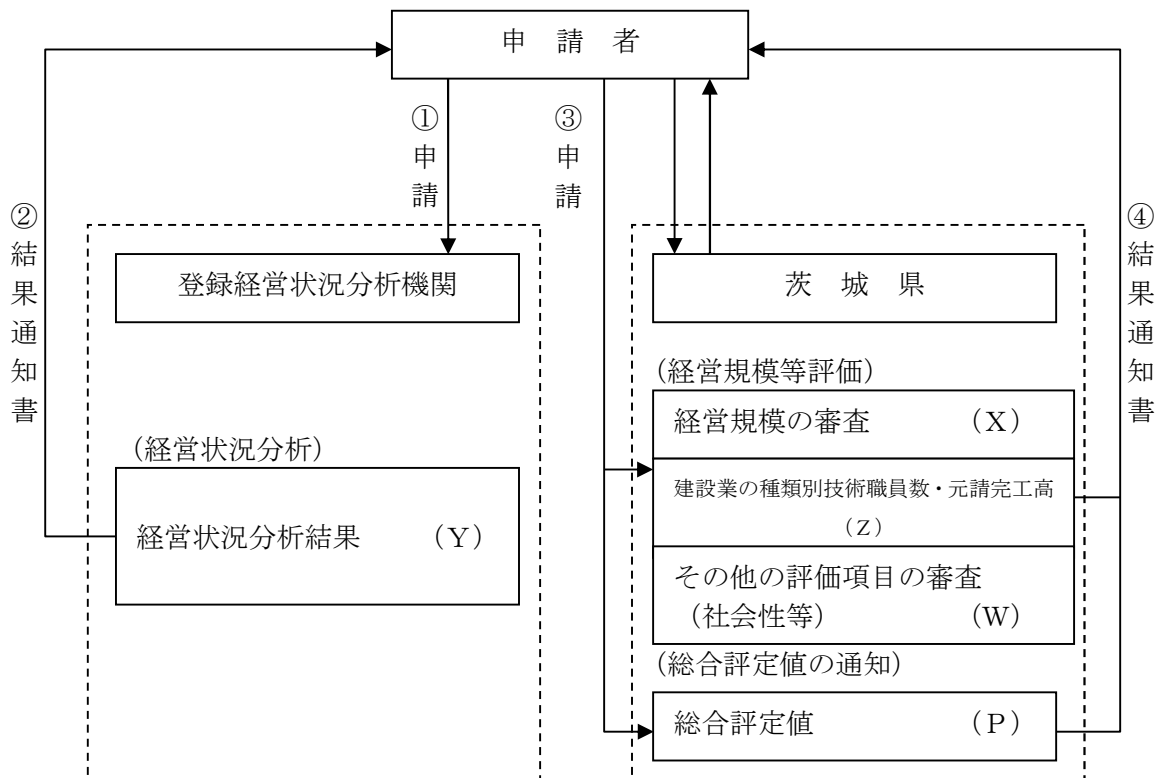 申　請　者
①申請
③申請
②結果通知書
④結果通知書
登録経営状況分析機関
茨　城　県
(経営規模等評価)
経営規模の審査　　　(X)
建設業の種類別技術職員数・元請完工高
(Z)
その他の評価項目の審査
(社会性等)　　　　(W)
(経営状況分析)
経営状況分析結果　　(Y)
(総合評定値の通知)
総合評定値　　　　(P)